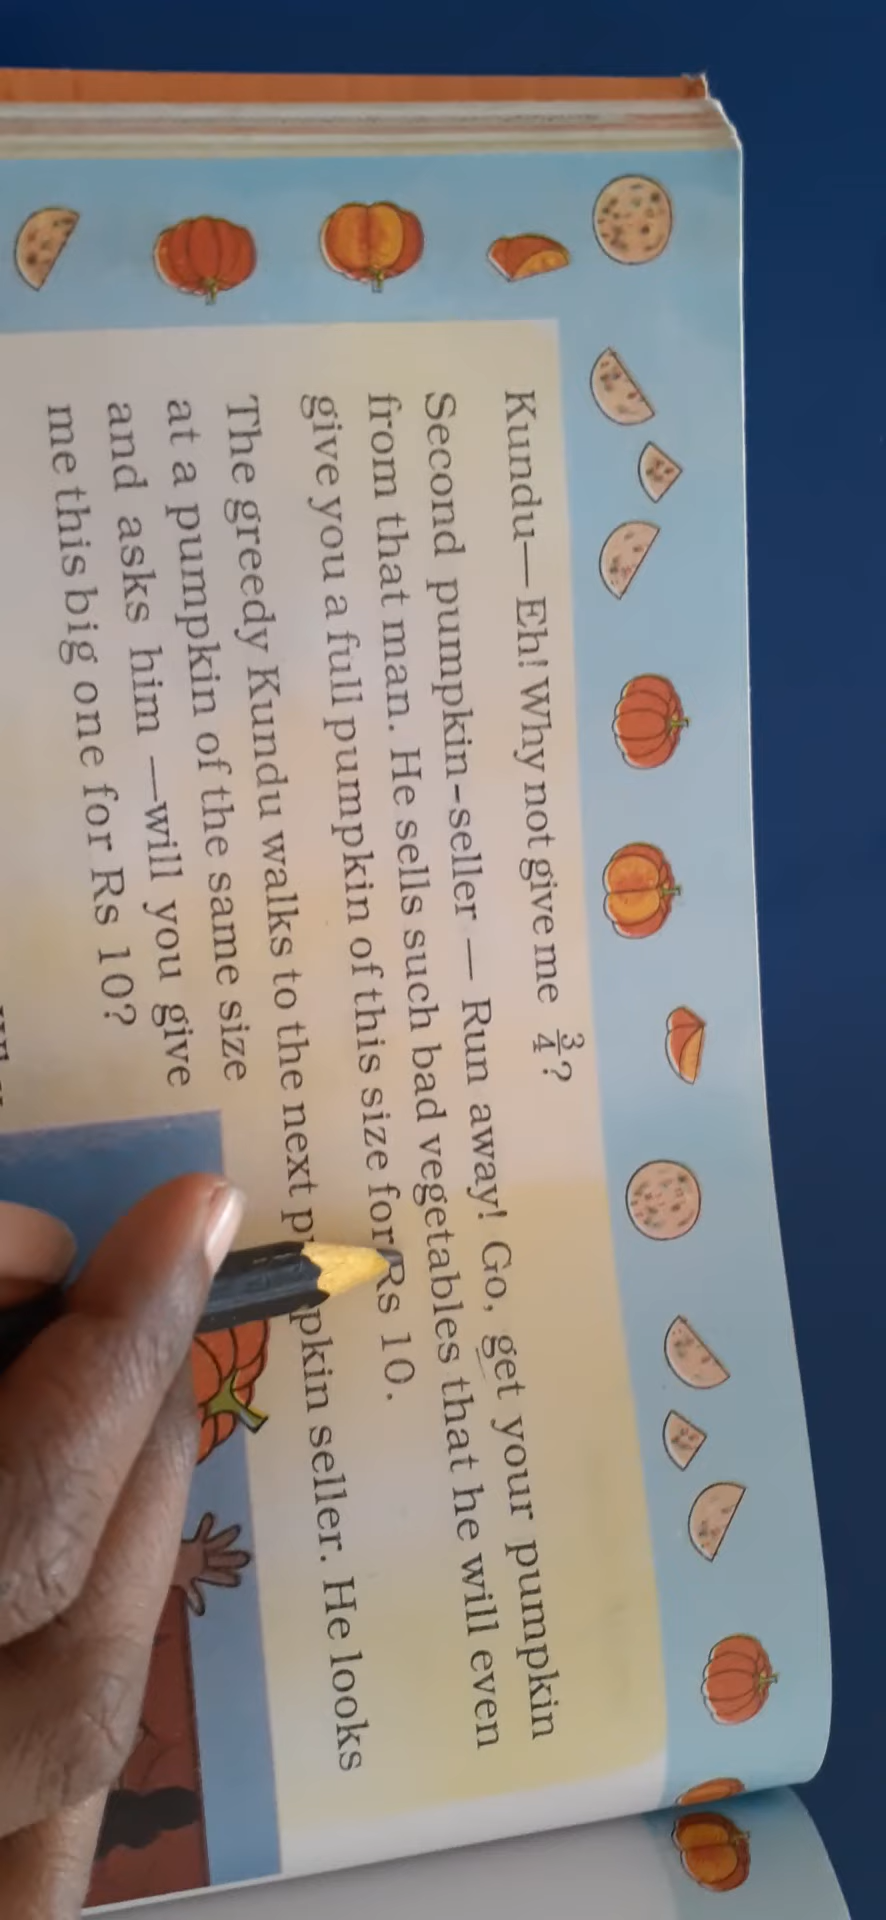 Kundu— Eh! Why not give me 3/4?
Second pumpkin-seller — Run away! Go, get your pumpkin
from that man. He sells such bad vegetables that he will even
give you a full pumpkin of this size for Rs 10.
The greedy Kundu walks to the next pkin seller. He looks
at a pumpkin of the same size
and asks him —will you give
me this big one for Rs 10?